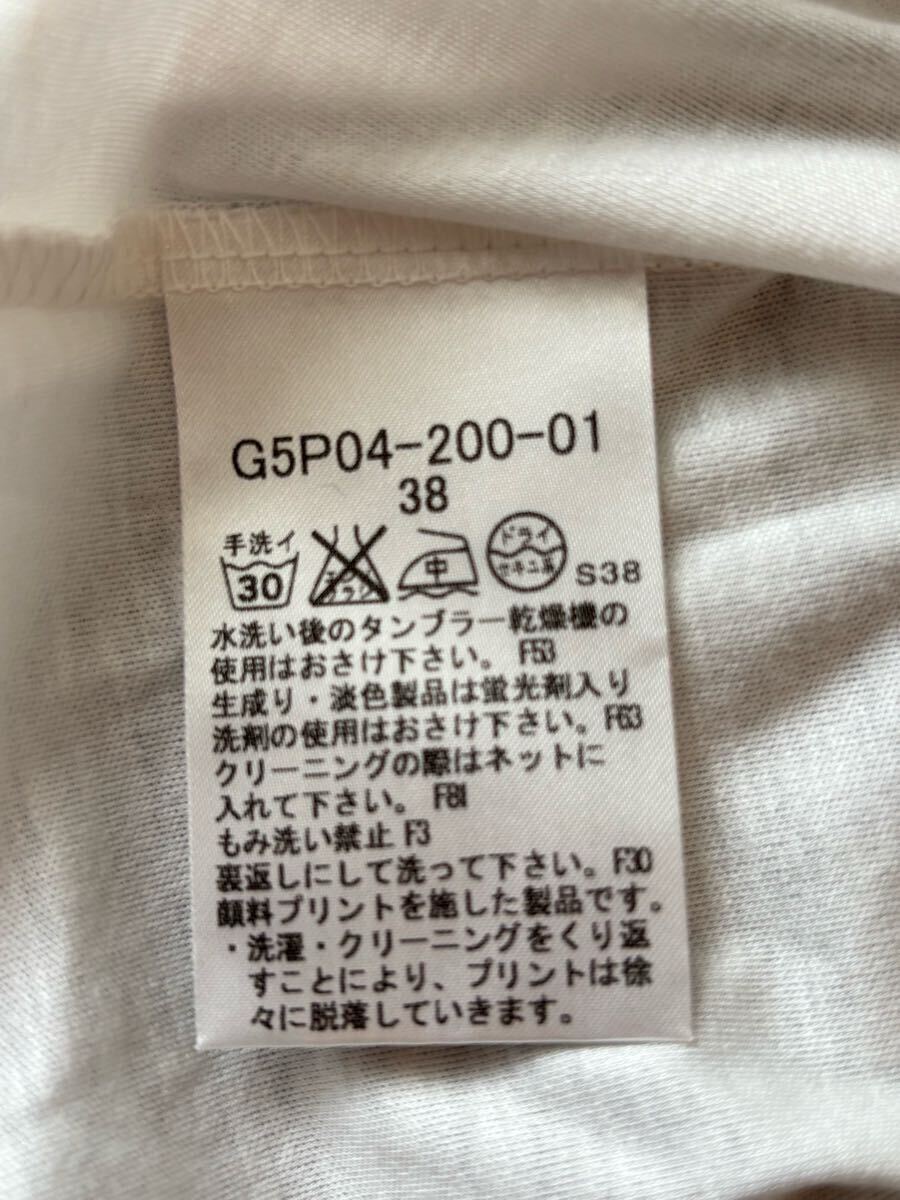 G5P04-200-01
38
手洗イ
30
エンソ
サラシ
中
ドライ
セキユ系
S38
水洗い後のタンブラー乾燥機の
使用はおさけ下さい。F53
生成り・淡色製品は蛍光剤入り
洗剤の使用はおさけ下さい。F63
クリーニングの際はネットに
入れて下さい。F81
もみ洗い禁止 F3
裏返しにして洗って下さい。F30
顔料プリントを施した製品です。
・洗濯・クリーニングをくり返
すことにより、プリントは徐
々に脱落していきます。